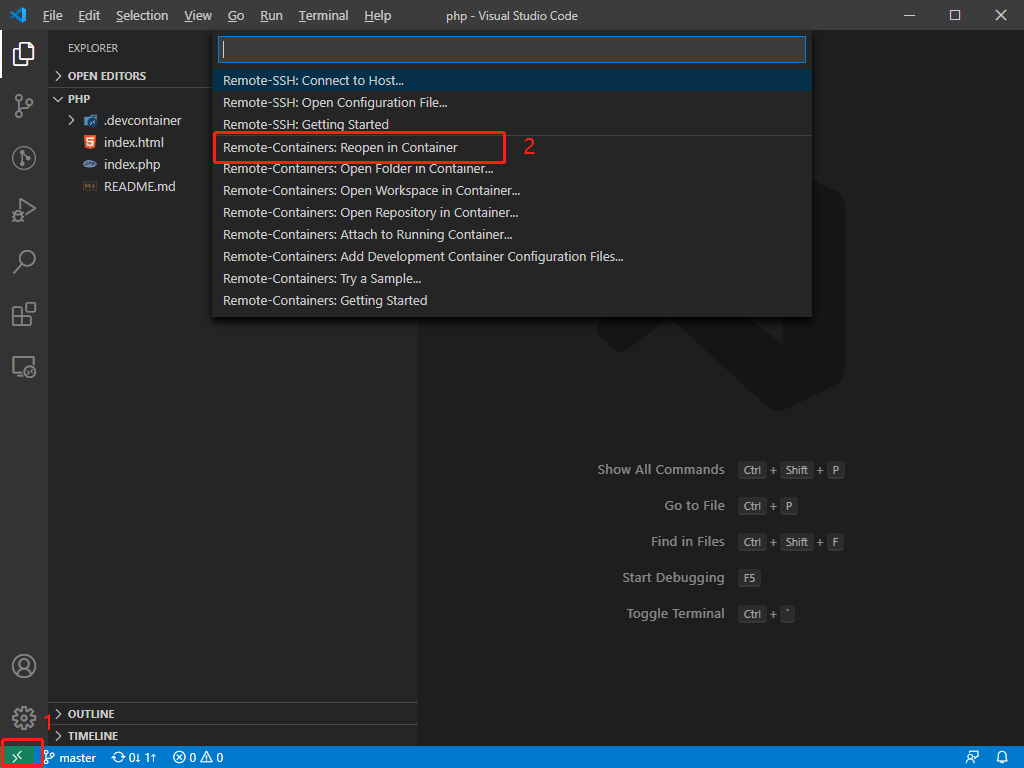 File Edit Selection View Go Run Terminal Help php - Visual Studio Code
EXPLORER
OPEN EDITORS
PHP
.devcontainer
index.html
index.php
README.md
Remote-SSH: Connect to Host...
Remote-SSH: Open Configuration File...
Remote-SSH: Getting Started
Remote-Containers: Reopen in Container 2
Remote-Containers: Open Folder in Container...
Remote-Containers: Open Workspace in Container...
Remote-Containers: Open Repository in Container...
Remote-Containers: Attach to Running Container...
Remote-Containers: Add Development Container Configuration Files...
Remote-Containers: Try a Sample...
Remote-Containers: Getting Started
Show All Commands Ctrl + Shift + P
Go to File Ctrl + P
Find in Files Ctrl + Shift + F
Start Debugging F5
Toggle Terminal Ctrl + `
OUTLINE
1
TIMELINE
master 0↓ 1↑ 0 0